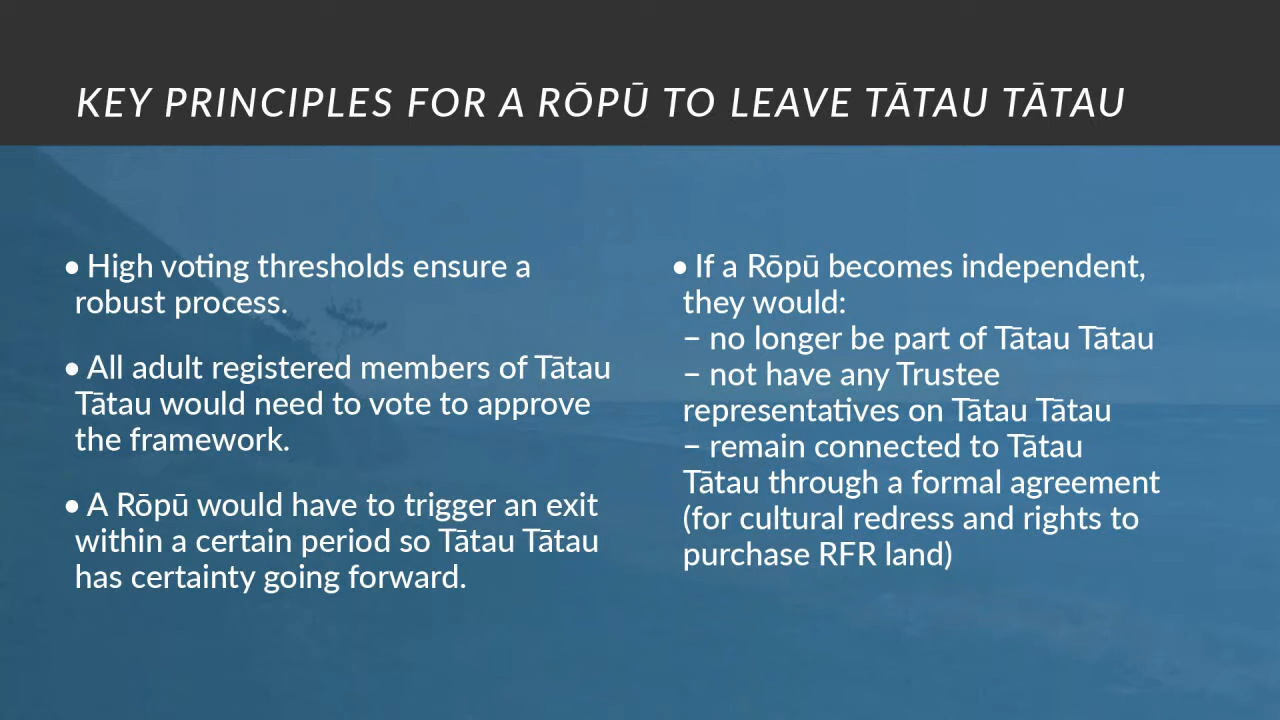 KEY PRINCIPLES FOR A RŌPŪ TO LEAVE TĀTAU TĀTAU
• High voting thresholds ensure a
robust process.
• All adult registered members of Tātau
Tātau would need to vote to approve
the framework.
• A Rōpū would have to trigger an exit
within a certain period so Tātau Tātau
has certainty going forward.
• If a Rōpū becomes independent,
they would:
– no longer be part of Tātau Tātau
– not have any Trustee
representatives on Tātau Tātau
– remain connected to Tātau
Tātau through a formal agreement
(for cultural redress and rights to
purchase RFR land)